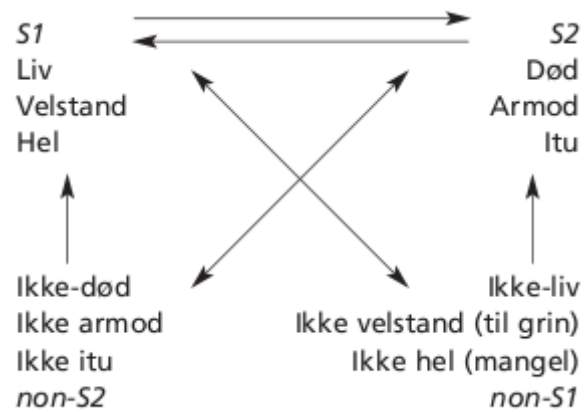 S1
Liv
Velstand
Hel
S2
Død
Armod
Itu
Ikke-død
Ikke armod
Ikke itu
non-S2
Ikke-liv
Ikke velstand (til grin)
Ikke hel (mangel)
non-S1